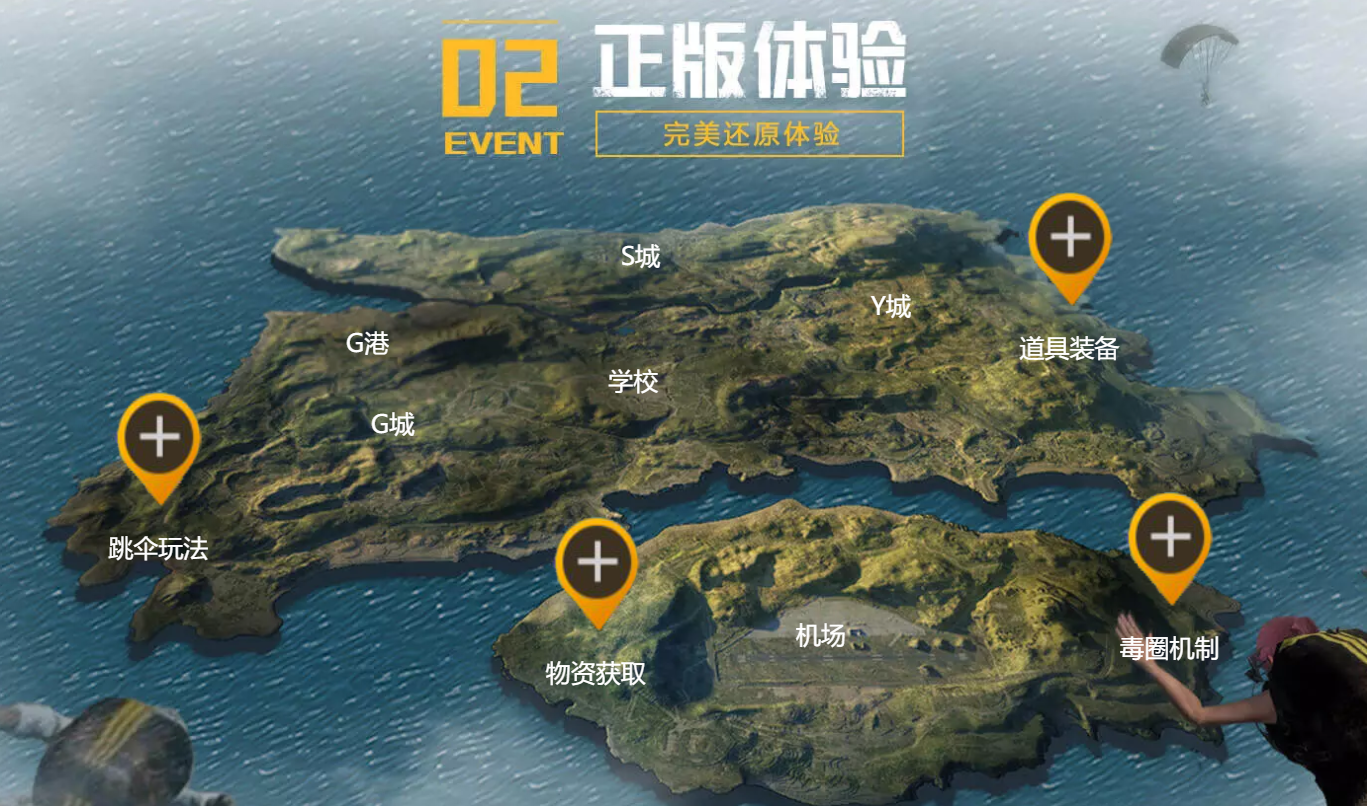 02
EVENT
正版体验
完美还原体验
S城
Y城
G港
道具装备
学校
G城
跳伞玩法
机场
毒圈机制
物资获取